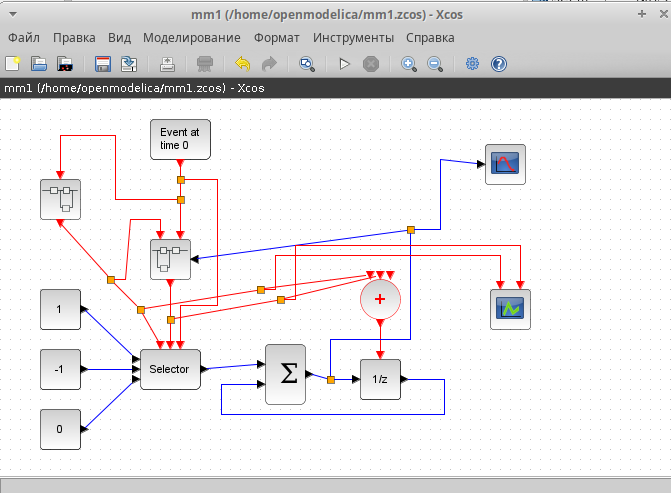 mm1 (/home/openmodelica/mm1.zcos) - Xcos
Файл Правка Вид Моделирование Формат Инструменты Справка
mm1 (/home/openmodelica/mm1.zcos) - Xcos
Event at
time 0
1
-1
0
Selector
Σ
+
1/z